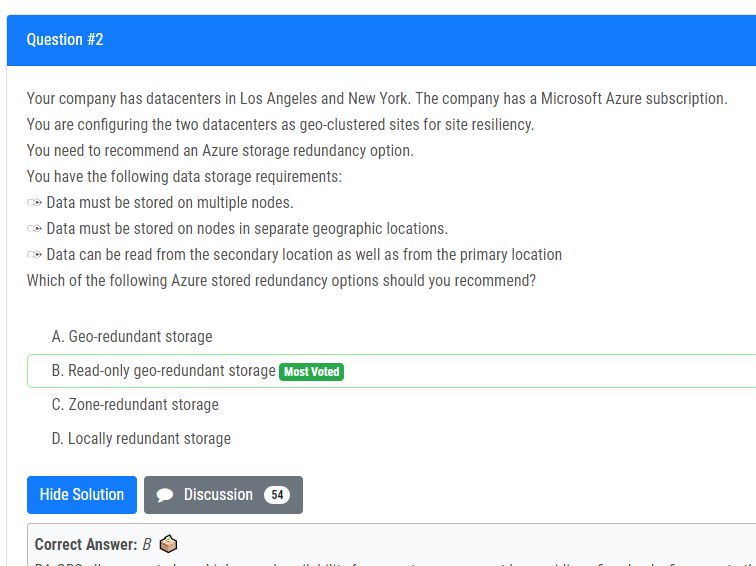 Question #2
Your company has datacenters in Los Angeles and New York. The company has a Microsoft Azure subscription.
You are configuring the two datacenters as geo-clustered sites for site resiliency.
You need to recommend an Azure storage redundancy option.
You have the following data storage requirements:
Data must be stored on multiple nodes.
Data must be stored on nodes in separate geographic locations.
Data can be read from the secondary location as well as from the primary location
Which of the following Azure stored redundancy options should you recommend?
A. Geo-redundant storage
B. Read-only geo-redundant storage Most Voted
C. Zone-redundant storage
D. Locally redundant storage
Hide Solution Discussion 54
Correct Answer: B